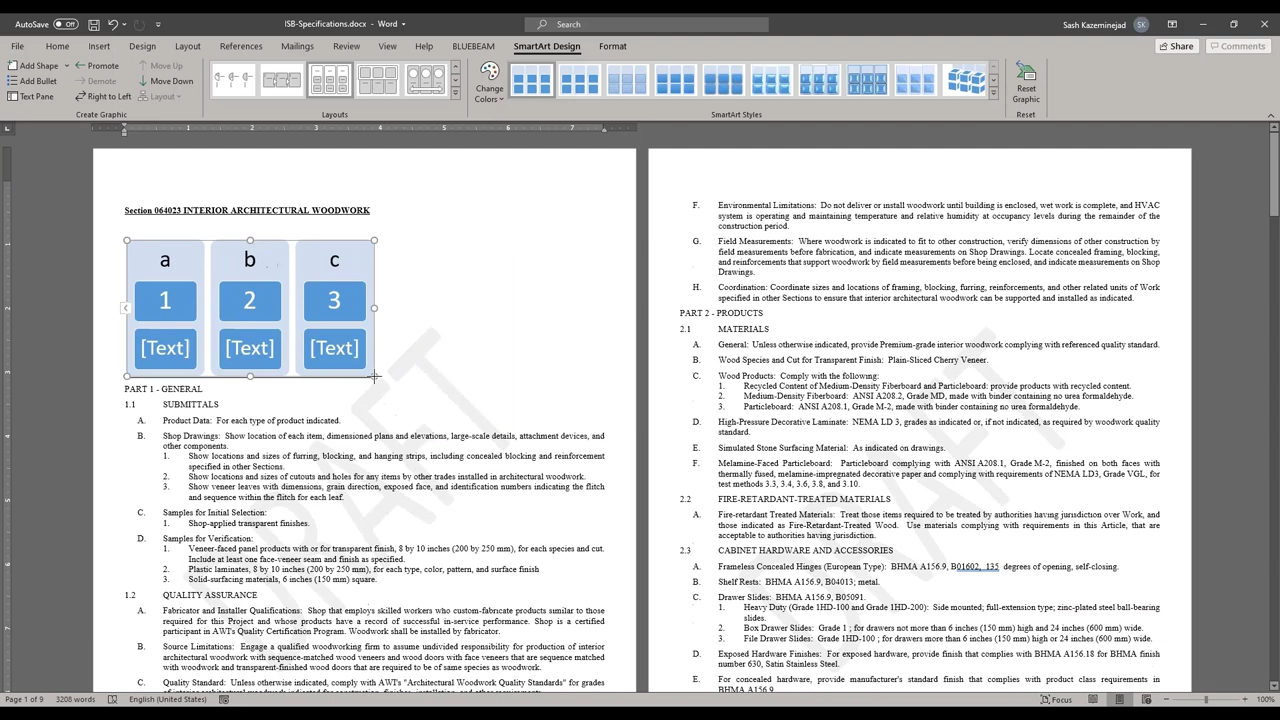 AutoSave Off
ISB-Specifications.docx - Word
Search
Sash Kazeminejad SK
File Home Insert Design Layout References Mailings Review View Help BLUEBEAM SmartArt Design Format Share Comments
Add Shape Promote Move Up
Add Bullet Demote Move Down
Text Pane Right to Left Layout
Change Colors
Reset Graphic
Create Graphic Layouts SmartArt Styles Reset
1 2 3 4 5 6 7
Section 064023 INTERIOR ARCHITECTURAL WOODWORK
a b c
1 2 3
[Text] [Text] [Text]
PART 1 - GENERAL
1.1 SUBMITTALS
A. Product Data: For each type of product indicated.
B. Shop Drawings: Show location of each item, dimensioned plans and elevations, large-scale details, attachment devices, and
other components.
1. Show locations and sizes of furring, blocking, and hanging strips, including concealed blocking and reinforcement
specified in other Sections.
2. Show locations and sizes of cutouts and holes for any items by other trades installed in architectural woodwork.
3. Show veneer leaves with dimensions, grain direction, exposed face, and identification numbers indicating the flitch
and sequence within the flitch for each leaf.
C. Samples for Initial Selection:
1. Shop-applied transparent finishes.
D. Samples for Verification:
1. Veneer-faced panel products with or for transparent finish, 8 by 10 inches (200 by 250 mm), for each species and cut.
Include at least one face-veneer seam and finish as specified.
2. Plastic laminates, 8 by 10 inches (200 by 250 mm), for each type, color, pattern, and surface finish
3. Solid-surfacing materials, 6 inches (150 mm) square.
1.2 QUALITY ASSURANCE
A. Fabricator and Installer Qualifications: Shop that employs skilled workers who custom-fabricate products similar to those
required for this Project and whose products have a record of successful in-service performance. Shop is a certified
participant in AWI's Quality Certification Program. Woodwork shall be installed by fabricator.
B. Source Limitations: Engage a qualified woodworking firm to assume undivided responsibility for production of interior
architectural woodwork with sequence-matched wood veneers and wood doors with face veneers that are sequence matched
with woodwork and transparent-finished wood doors that are required to be of same species as woodwork.
C. Quality Standard: Unless otherwise indicated, comply with AWI's "Architectural Woodwork Quality Standards" for grades
F. Environmental Limitations: Do not deliver or install woodwork until building is enclosed, wet work is complete, and HVAC
system is operating and maintaining temperature and relative humidity at occupancy levels during the remainder of the
construction period.
G. Field Measurements: Where woodwork is indicated to fit to other construction, verify dimensions of other construction by
field measurements before fabrication, and indicate measurements on Shop Drawings. Locate concealed framing, blocking,
and reinforcements that support woodwork by field measurements before being enclosed, and indicate measurements on Shop
Drawings.
H. Coordination: Coordinate sizes and locations of framing, blocking, furring, reinforcements, and other related units of Work
specified in other Sections to ensure that interior architectural woodwork can be supported and installed as indicated.
PART 2 - PRODUCTS
2.1 MATERIALS
A. General: Unless otherwise indicated, provide Premium-grade interior woodwork complying with referenced quality standard.
B. Wood Species and Cut for Transparent Finish: Plain-Sliced Cherry Veneer.
C. Wood Products: Comply with the following:
1. Recycled Content of Medium-Density Fiberboard and Particleboard: provide products with recycled content.
2. Medium-Density Fiberboard: ANSI A208.2, Grade MD, made with binder containing no urea formaldehyde.
3. Particleboard: ANSI A208.1, Grade M-2, made with binder containing no urea formaldehyde.
D. High-Pressure Decorative Laminate: NEMA LD 3, grades as indicated or, if not indicated, as required by woodwork quality
standard.
E. Simulated Stone Surfacing Material: As indicated on drawings.
F. Melamine-Faced Particleboard: Particleboard complying with ANSI A208.1, Grade M-2, finished on both faces with
thermally fused, melamine-impregnated decorative paper and complying with requirements of NEMA LD3, Grade VGL, for
test methods 3.3, 3.4, 3.6, 3.8, and 3.10.
2.2 FIRE-RETARDANT-TREATED MATERIALS
A. Fire-retardant Treated Materials: Treat those items required to be treated by authorities having jurisdiction over Work, and
those indicated as Fire-Retardant-Treated Wood. Use materials complying with requirements in this Article, that are
acceptable to authorities having jurisdiction.
2.3 CABINET HARDWARE AND ACCESSORIES
A. Frameless Concealed Hinges (European Type): BHMA A156.9, B01602, 135 degrees of opening, self-closing.
B. Shelf Rests: BHMA A156.9, B04013; metal.
C. Drawer Slides: BHMA A156.9, B05091.
1. Heavy Duty (Grade 1HD-100 and Grade 1HD-200): Side mounted; full-extension type; zinc-plated steel ball-bearing
slides.
2. Box Drawer Slides: Grade 1 ; for drawers not more than 6 inches (150 mm) high and 24 inches (600 mm) wide.
3. File Drawer Slides: Grade 1HD-100 ; for drawers more than 6 inches (150 mm) high or 24 inches (600 mm) wide.
D. Exposed Hardware Finishes: For exposed hardware, provide finish that complies with BHMA A156.18 for BHMA finish
number 630, Satin Stainless Steel.
E. For concealed hardware, provide manufacturer's standard finish that complies with product class requirements in
BHMA A156.9
DRAFT
DRAFT
Page 1 of 9 3208 words English (United States) Focus 100%